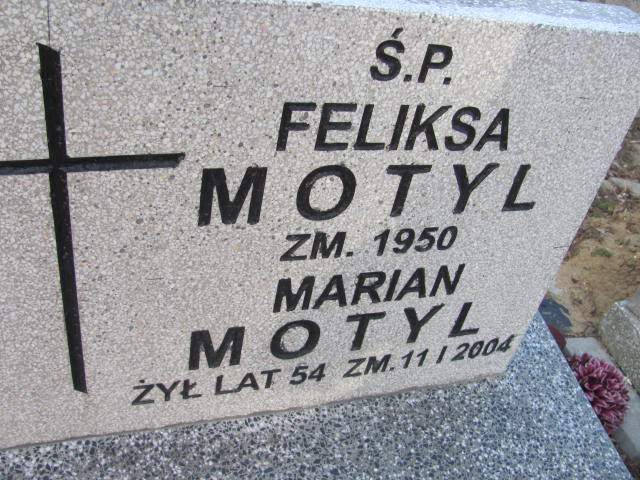 Ś.P.
FELIKSA
MOTYL
ZM. 1950
MARIAN
MOTYL
ŻYŁ LAT 54 ZM. 11 I 2004